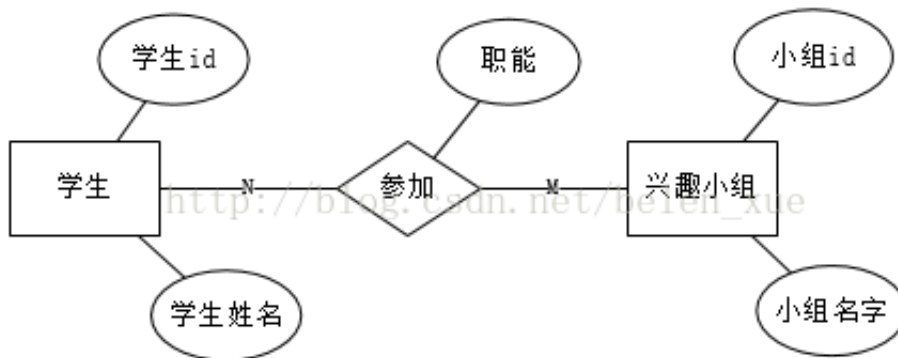 学生id
职能
小组id
学生
N
参加
M
兴趣小组
http://blog.csdn.net/belen_xue
学生姓名
小组名字